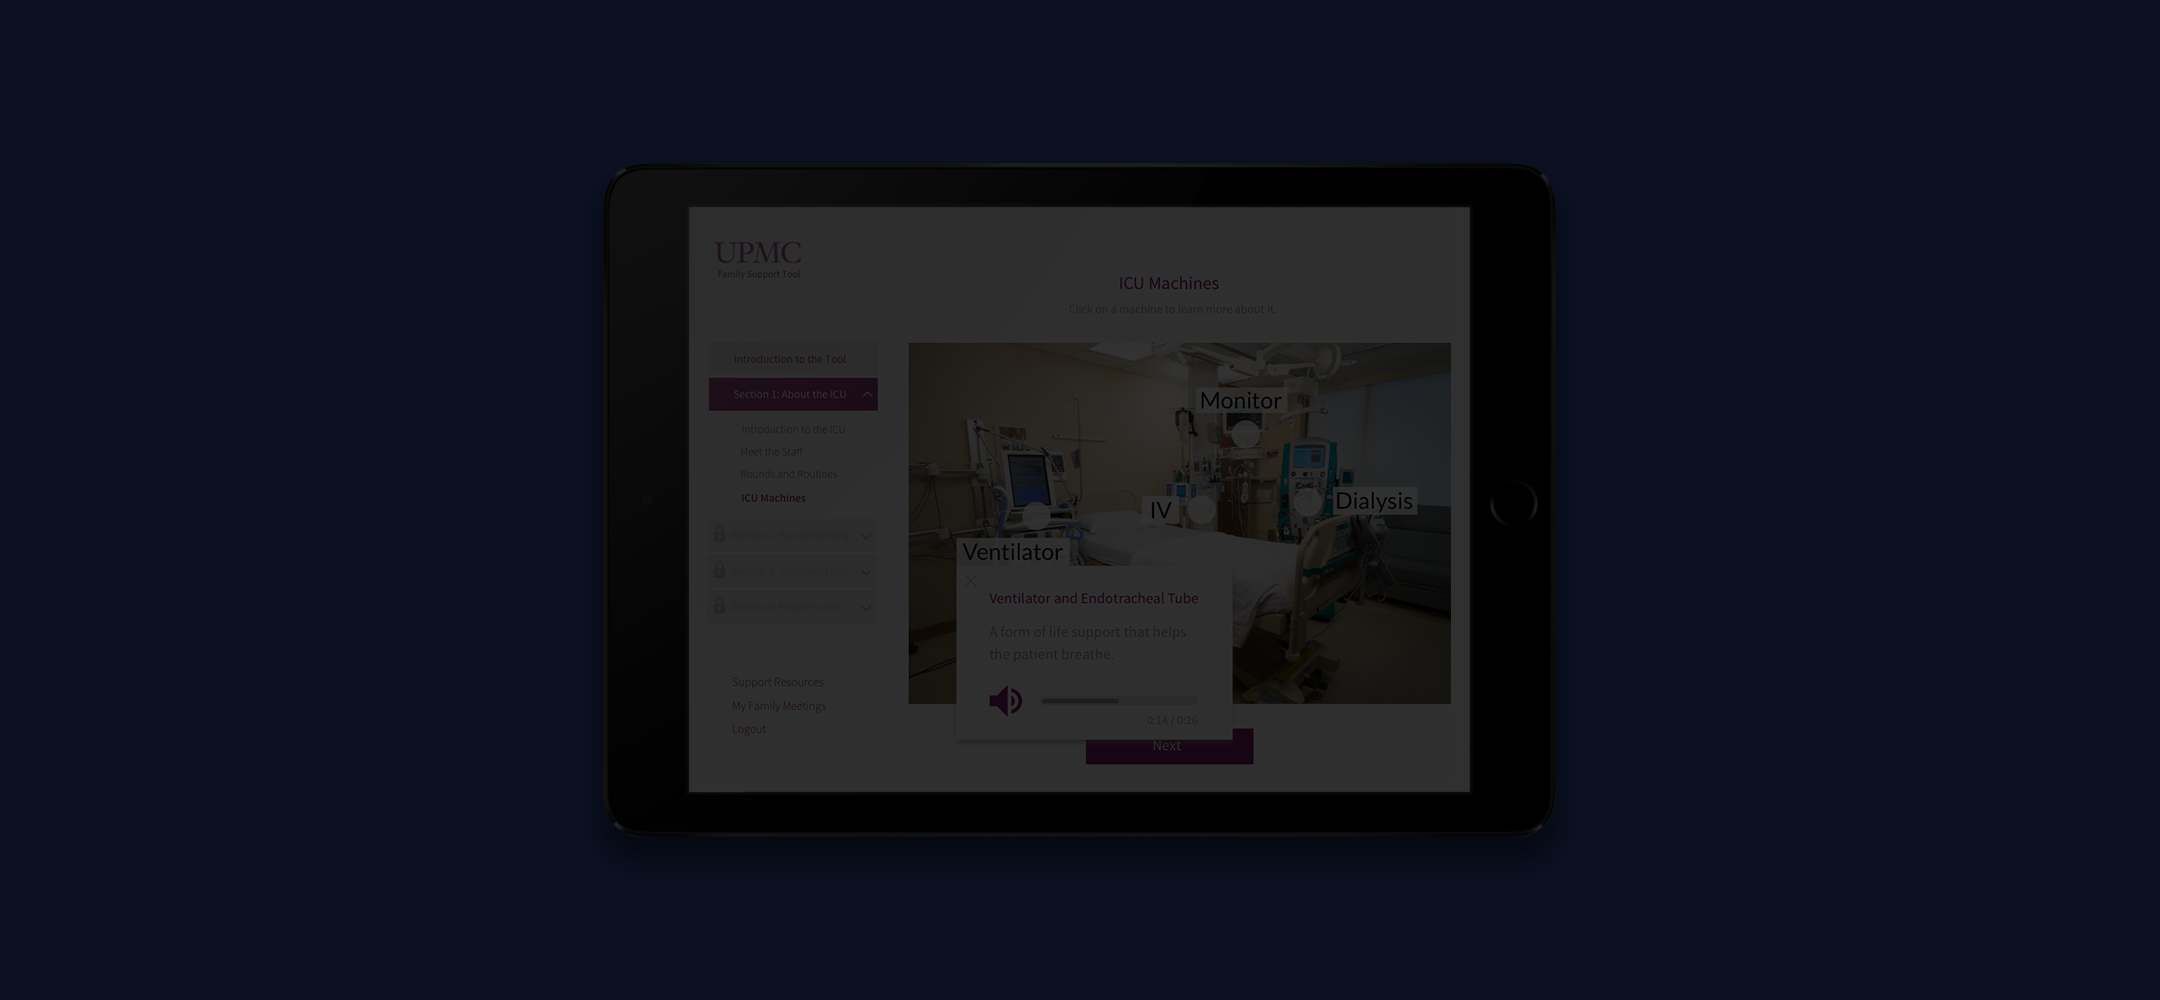 UPMC
Family Support Tool
ICU Machines
Click on a machine to learn more about it.
Introduction to the Tool
Section 1: About the ICU
Introduction to the ICU
Meet the Staff
Rounds and Routines
ICU Machines
Support Resources
My Family Meetings
Logout
Monitor
IV
Dialysis
Ventilator
Ventilator and Endotracheal Tube
A form of life support that helps
the patient breathe.
0:14 / 0:26
Next